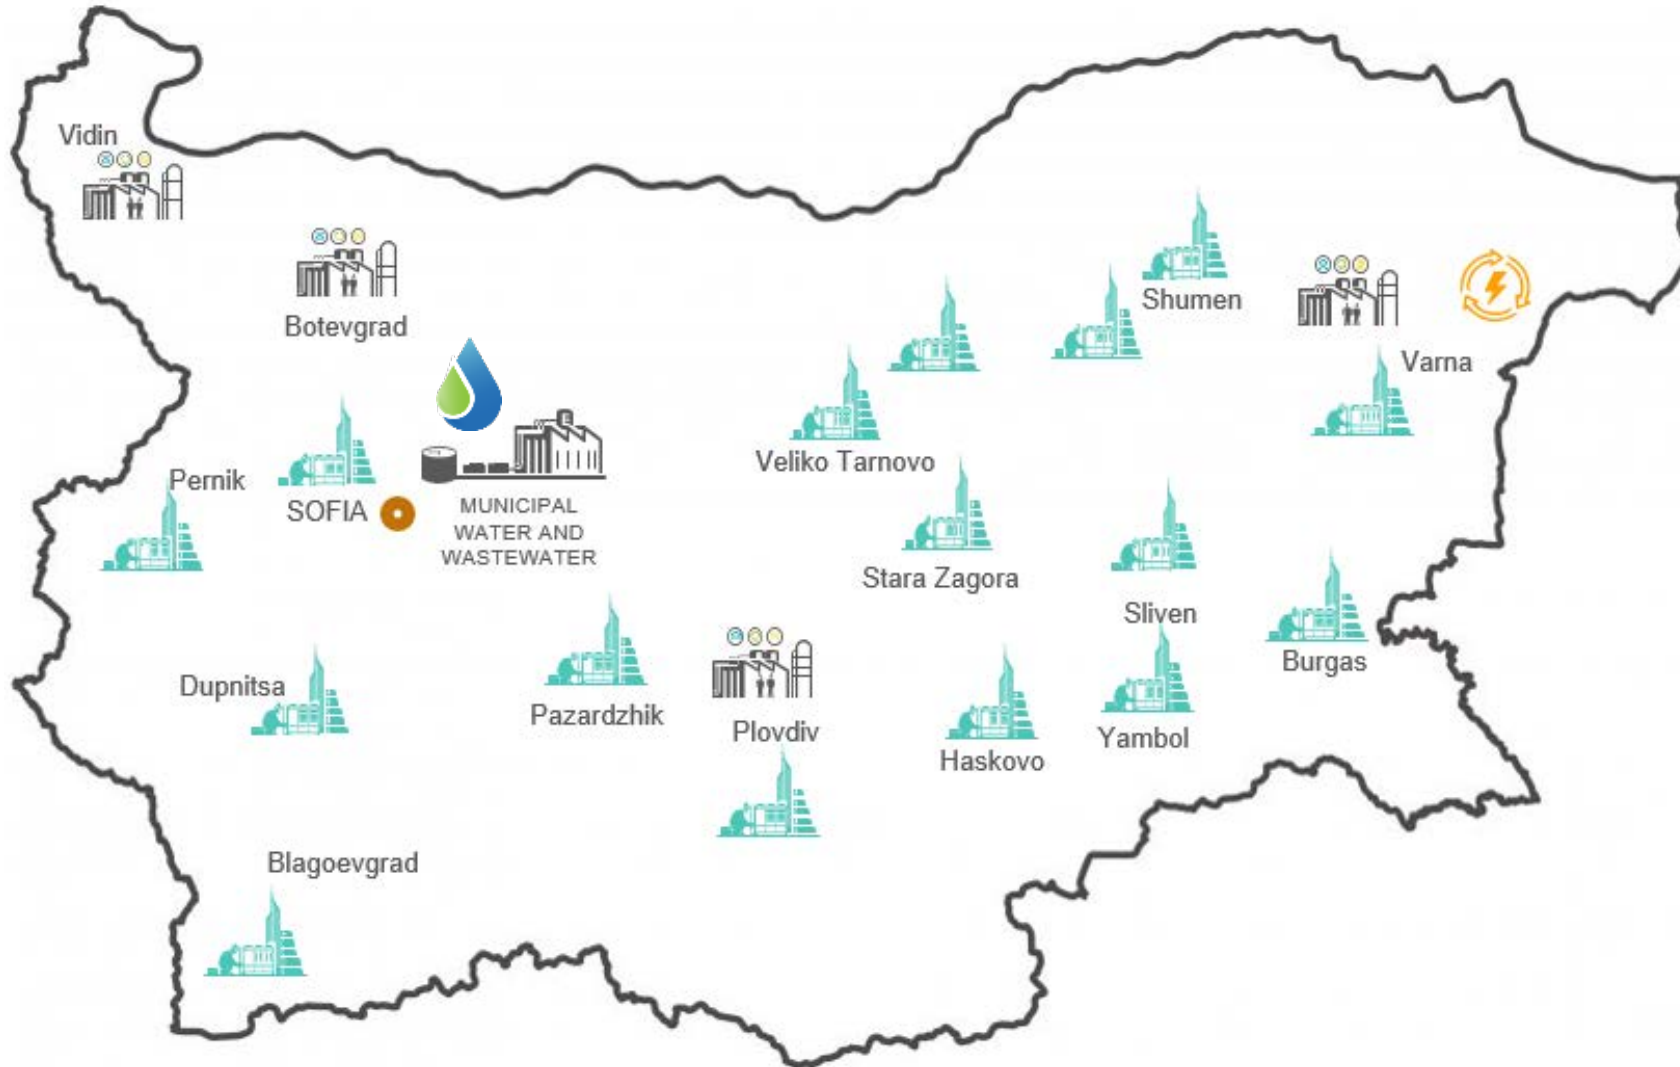 Vidin
Botevgrad
Shumen
Varna
Veliko Tarnovo
Pernik
SOFIA
MUNICIPAL
WATER AND
WASTEWATER
Stara Zagora
Sliven
Burgas
Dupnitsa
Pazardzhik
Plovdiv
Haskovo
Yambol
Blagoevgrad